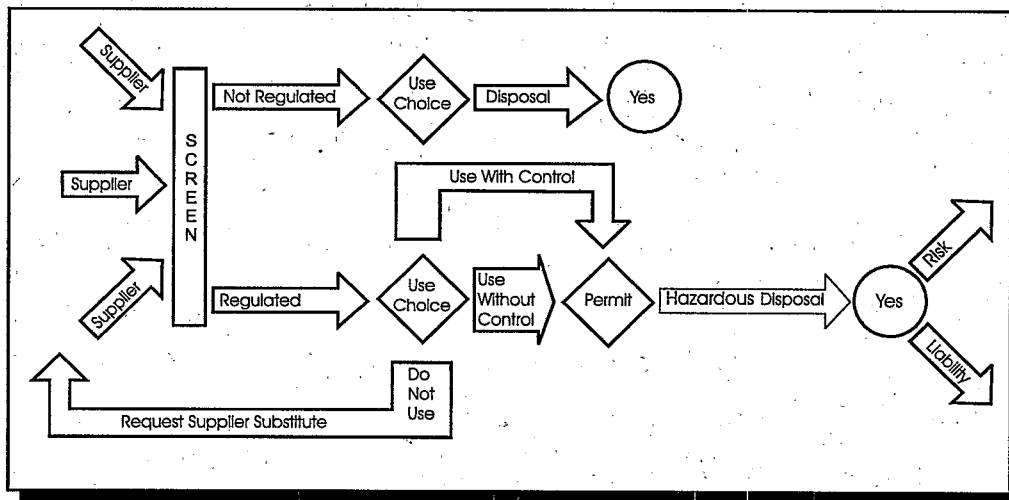 Supplier
Supplier
Supplier
SCREEN
Not Regulated
Use
Choice
Disposal
Yes
Use With Control
Regulated
Use
Choice
Use
Without
Control
Permit
Hazardous Disposal
Yes
Risk
Liability
Do
Not
Use
Request Supplier Substitute